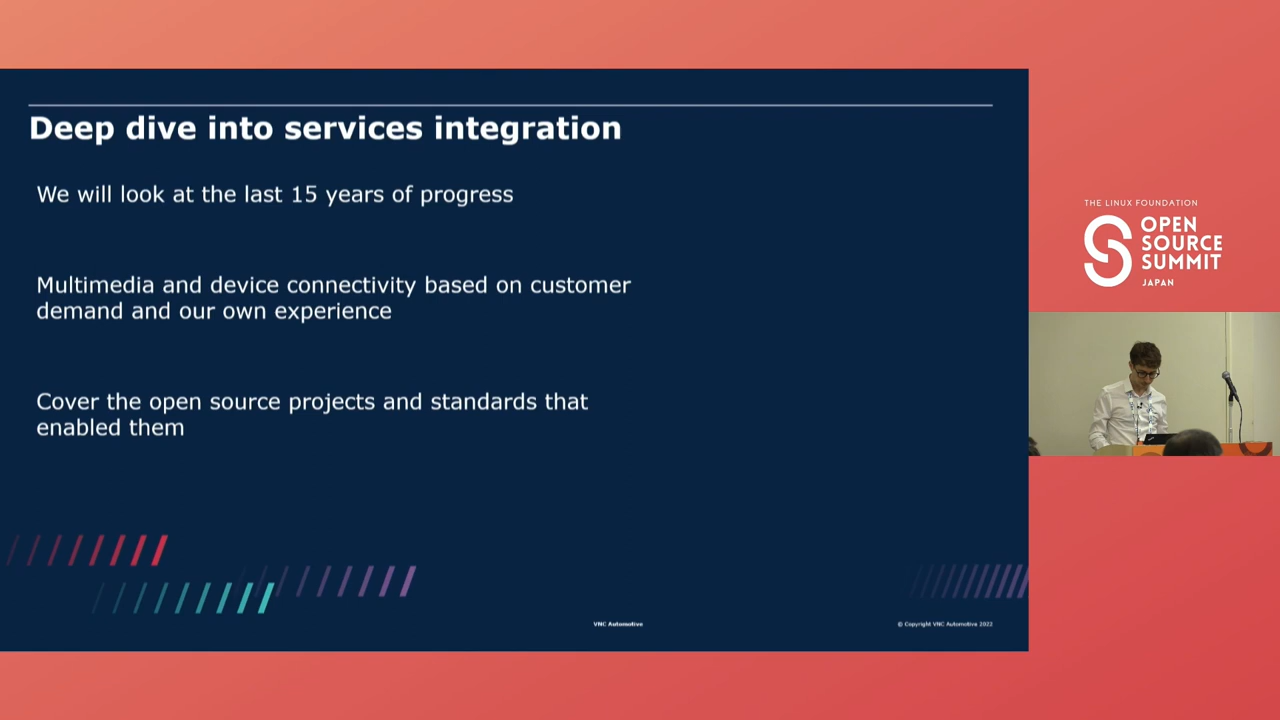 Deep dive into services integration
We will look at the last 15 years of progress
Multimedia and device connectivity based on customer
demand and our own experience
Cover the open source projects and standards that
enabled them
VNC Automotive
© Copyright VNC Automotive 2022
THE LINUX FOUNDATION
OPEN
SOURCE
SUMMIT
JAPAN